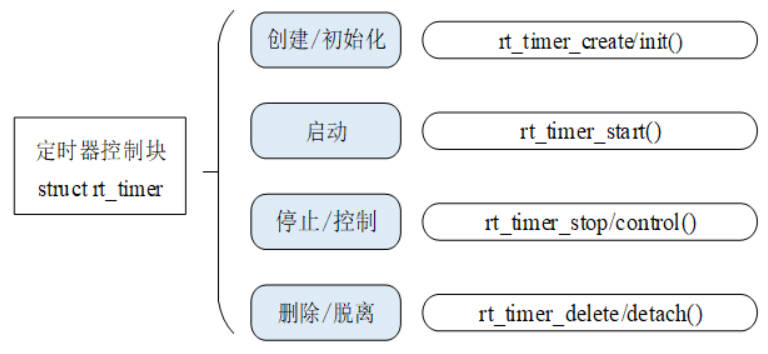 定时器控制块
struct rt_timer
创建/初始化
rt_timer_create/init()
启动
rt_timer_start()
停止/控制
rt_timer_stop/control()
删除/脱离
rt_timer_delete/detach()